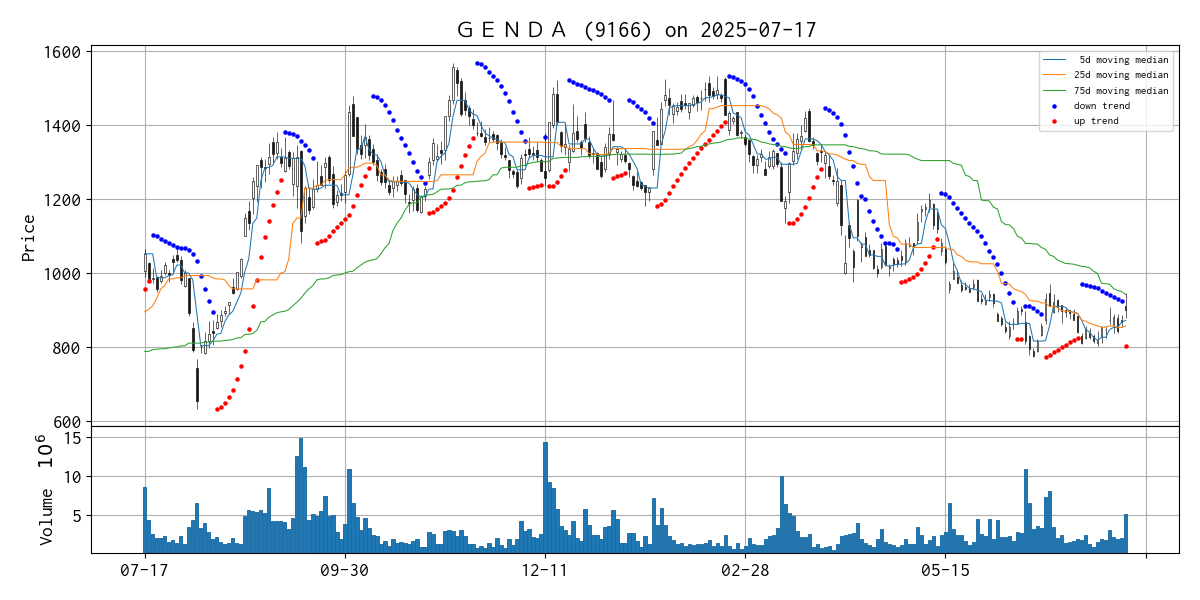 ＧＥＮＤＡ (9166) on 2025-07-17
1600
1400
1200
1000
800
600
Price
5d moving median
25d moving median
75d moving median
down trend
up trend
15
10
5
Volume 10^6
07-17
09-30
12-11
02-28
05-15